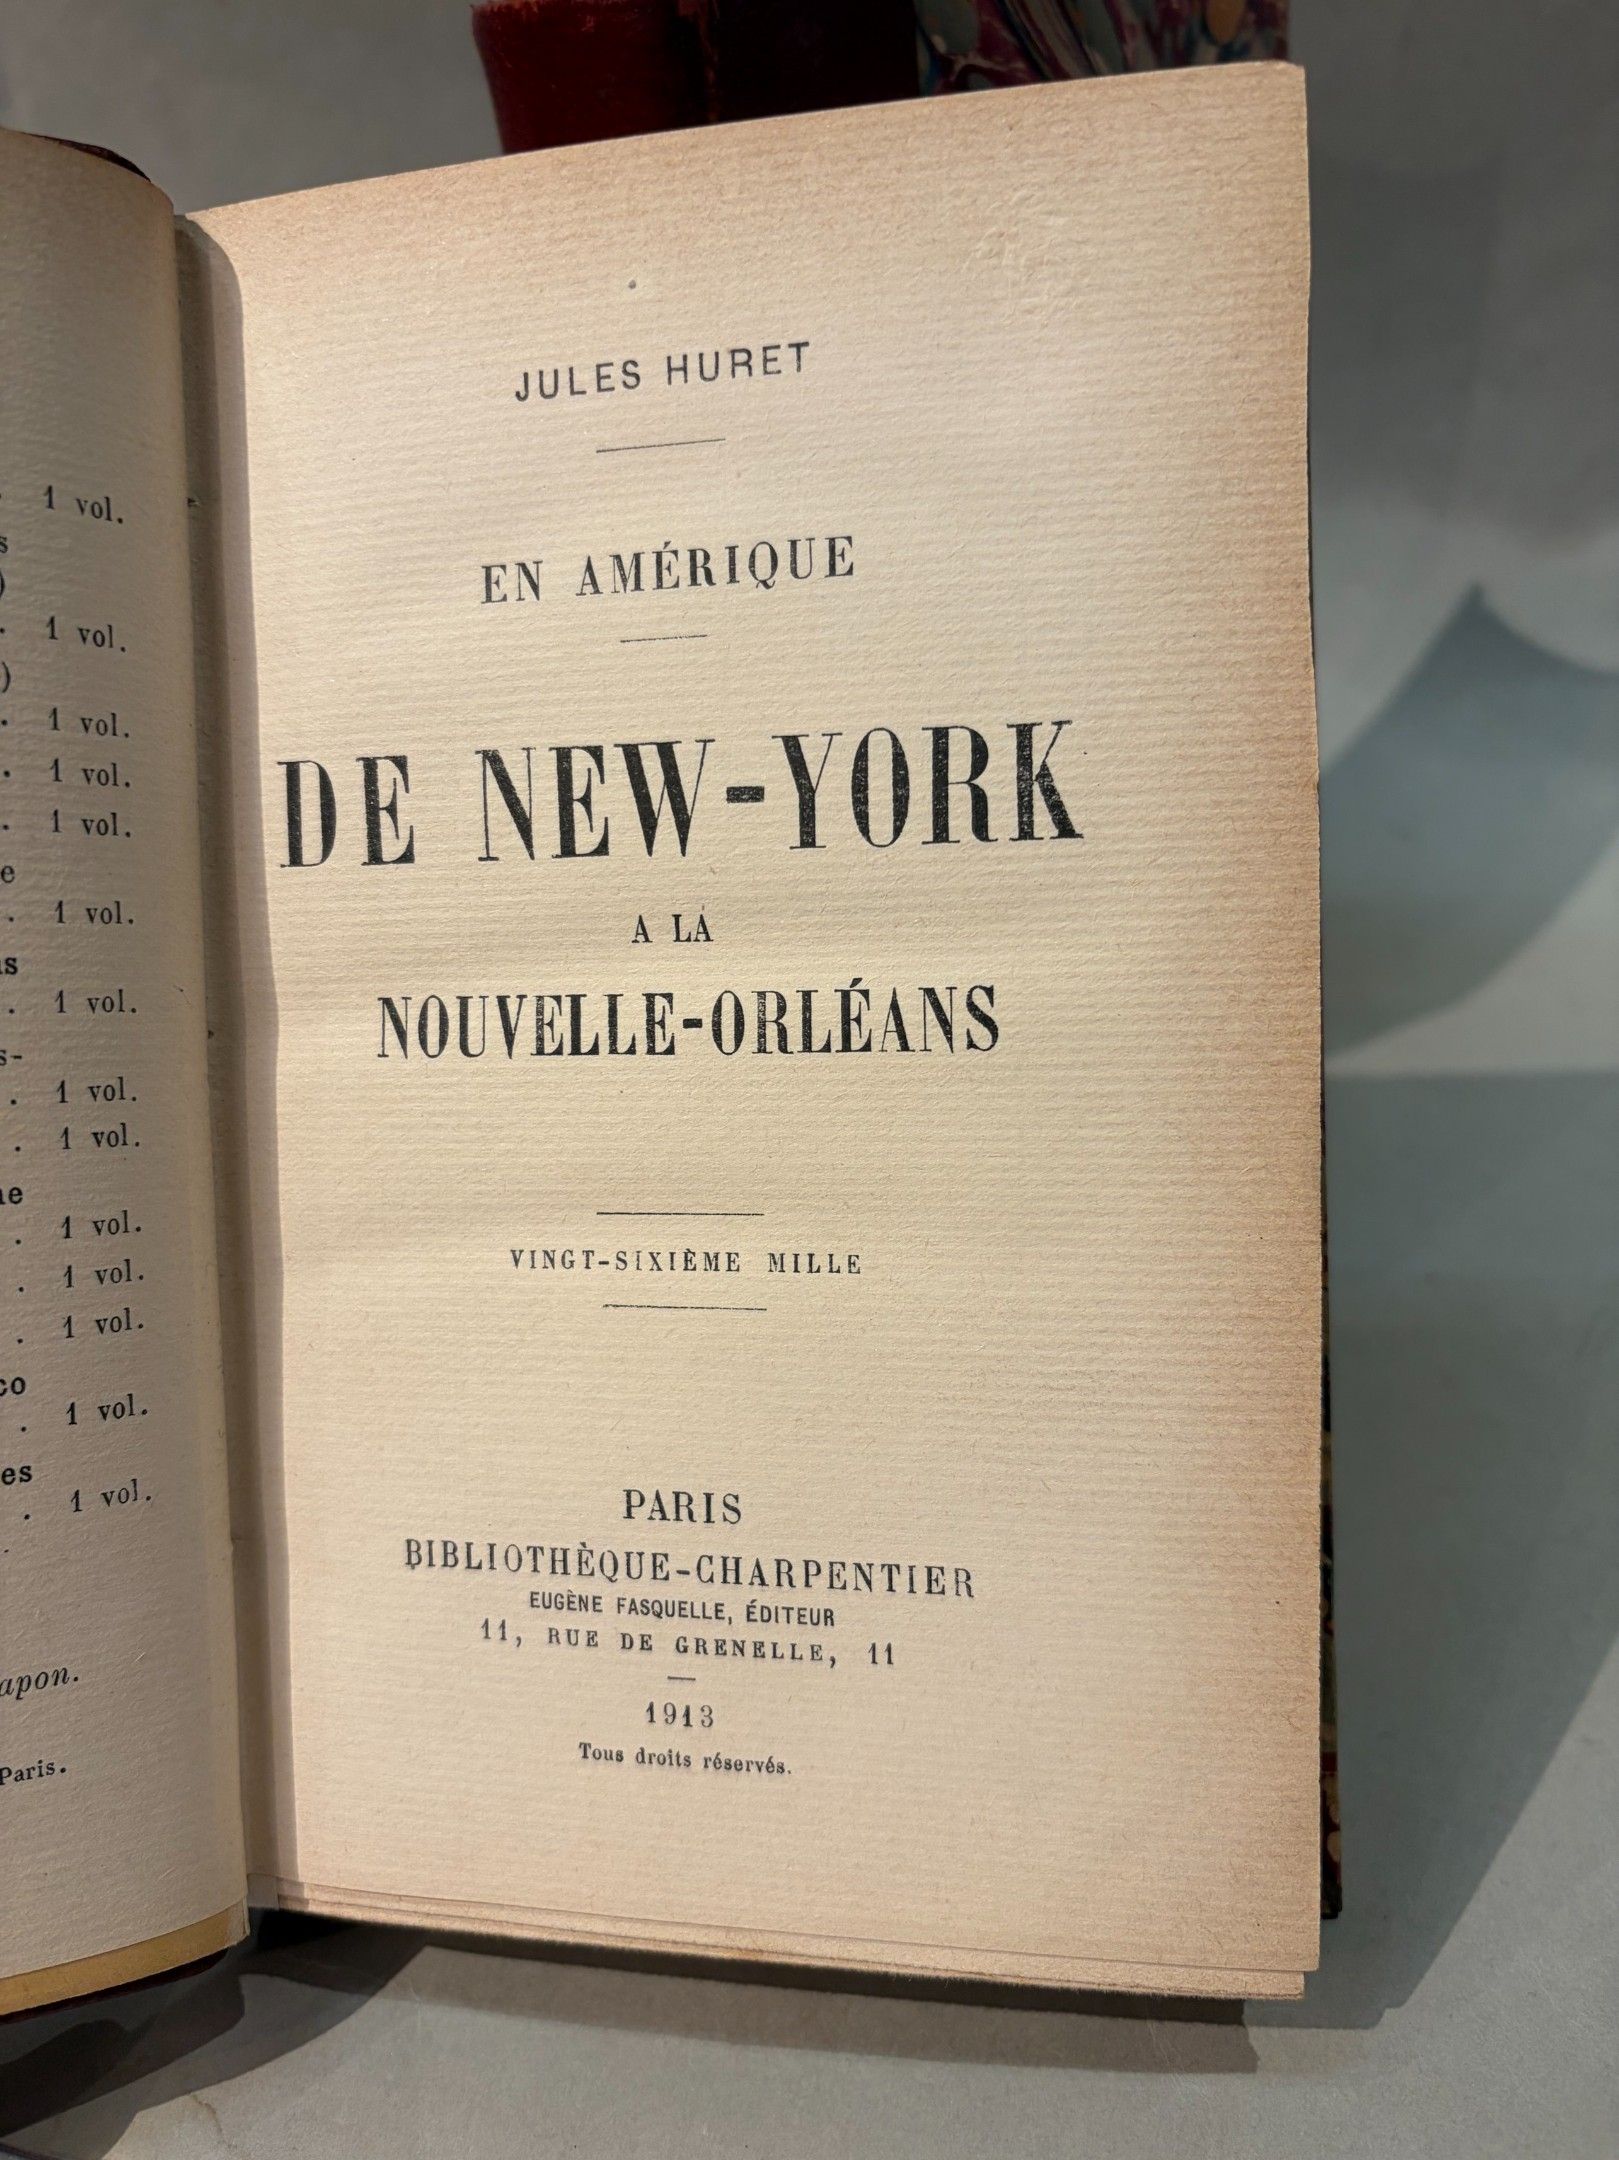 1 vol.
s
)
. 1 vol.
)
. 1 vol.
. 1 vol.
. 1 vol.
e
. 1 vol.
. 1 vol.
s-
. 1 vol.
. 1 vol.
. 1 vol.
. 1 vol.
. 1 vol.
. 1 vol.
es
. 1 vol.
apon.
Paris.
JULES HURET
EN AMÉRIQUE
DE NEW-YORK
A LA
NOUVELLE-ORLÉANS
VINGT-SIXIÈME MILLE
PARIS
BIBLIOTHÈQUE-CHARPENTIER
EUGÈNE FASQUELLE, ÉDITEUR
11, RUE DE GRENELLE, 11
1913
Tous droits réservés.